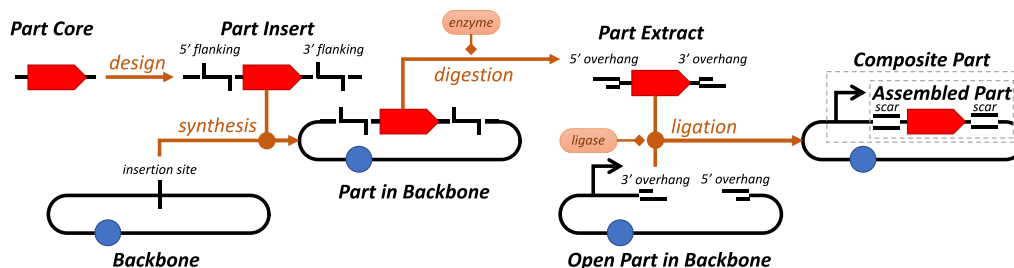 Part Core
design
Part Insert
5’ flanking
3’ flanking
enzyme
digestion
Part Extract
5’ overhang
3’ overhang
Composite Part
Assembled Part
scar
scar
synthesis
insertion site
Backbone
Part in Backbone
ligase
ligation
3’ overhang
5’ overhang
Open Part in Backbone